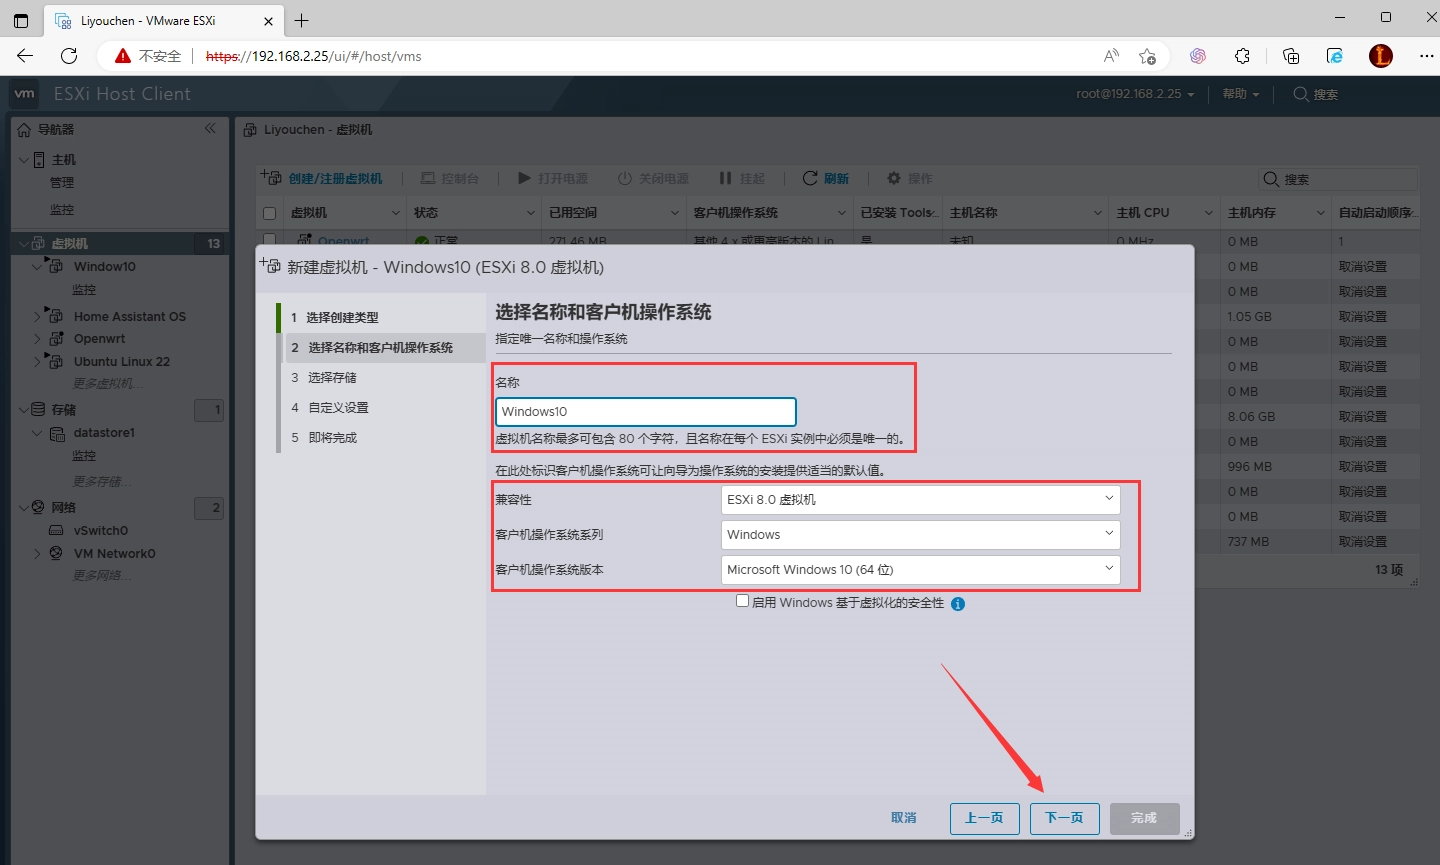 Liyouchen - VMware ESXi
不安全 https://192.168.2.25/ui/#/host/vms
vm ESXi Host Client root@192.168.2.25 帮助 搜索
导航器
主机
管理
监控
虚拟机 13
Window10
监控
Home Assistant OS
Openwrt
Ubuntu Linux 22
更多虚拟机...
存储 1
datastore1
监控
更多存储...
网络 2
vSwitch0
VM Network0
更多网络...
Liyouchen - 虚拟机
创建/注册虚拟机 控制台 打开电源 关闭电源 挂起 刷新 操作 搜索
虚拟机 状态 已用空间 客户机操作系统 已安装 Tools... 主机名称 主机 CPU 主机内存 自动启动顺序...
Openwrt 正常 271.46 MB 其他 4.x 或更高版本的 Lin 是 未知 0 MHz 0 MB 1
0 MB 取消设置
0 MB 取消设置
1.05 GB 取消设置
0 MB 取消设置
0 MB 取消设置
0 MB 取消设置
8.06 GB 取消设置
0 MB 取消设置
996 MB 取消设置
0 MB 取消设置
0 MB 取消设置
737 MB 取消设置
13 项
新建虚拟机 - Windows10 (ESXi 8.0 虚拟机)
1 选择创建类型
2 选择名称和客户机操作系统
3 选择存储
4 自定义设置
5 即将完成
选择名称和客户机操作系统
指定唯一名称和操作系统
名称
Windows10
虚拟机名称最多可包含 80 个字符，且名称在每个 ESXi 实例中必须是唯一的。
在此处标识客户机操作系统可让向导为操作系统的安装提供适当的默认值。
兼容性 ESXi 8.0 虚拟机
客户机操作系统系列 Windows
客户机操作系统版本 Microsoft Windows 10 (64 位)
启用 Windows 基于虚拟化的安全性
取消 上一页 下一页 完成